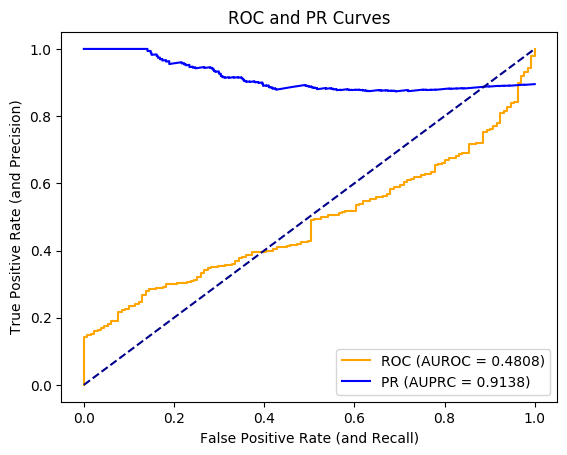 ROC and PR Curves
True Positive Rate (and Precision)
1.0
0.8
0.6
0.4
0.2
0.0
ROC (AUROC = 0.4808)
PR (AUPRC = 0.9138)
0.0 0.2 0.4 0.6 0.8 1.0
False Positive Rate (and Recall)